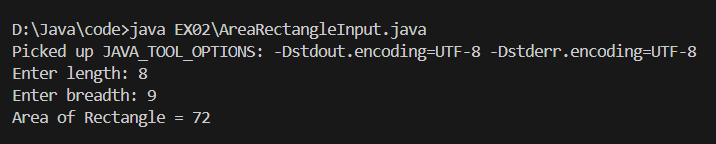 D:\Java\code>java EX02\AreaRectangleInput.java
Picked up JAVA_TOOL_OPTIONS: -Dstdout.encoding=UTF-8 -Dstderr.encoding=UTF-8
Enter length: 8
Enter breadth: 9
Area of Rectangle = 72